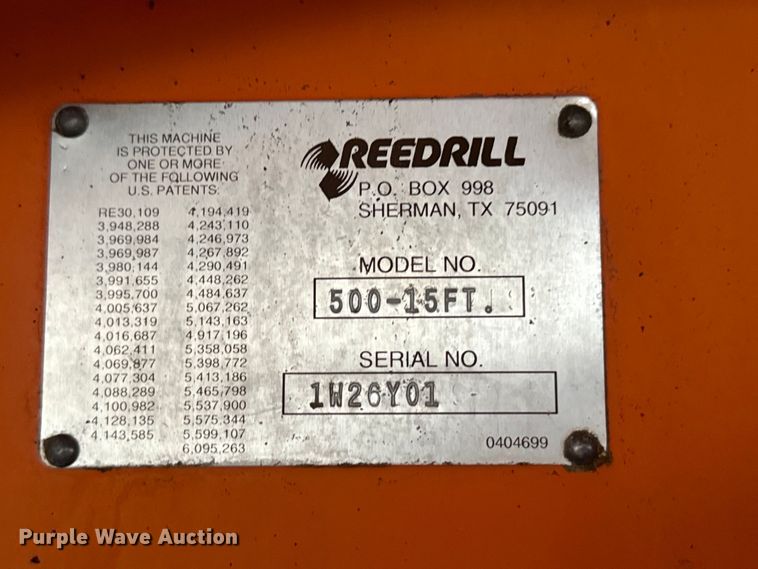 THIS MACHINE
IS PROTECTED BY
ONE OR MORE
OF THE FOLLOWING
U.S. PATENTS:
RE30,109 4,194,419
3,948,288 4,243,110
3,969,984 4,246,973
3,969,987 4,267,892
3,980,144 4,290,491
3,991,655 4,448,262
3,995,700 4,484,637
4,005,637 5,067,262
4,013,319 5,143,163
4,016,687 4,917,196
4,062,411 5,358,058
4,069,877 5,398,772
4,077,304 5,413,186
4,088,289 5,465,798
4,100,982 5,537,900
4,128,135 5,575,344
4,143,585 5,599,107
6,095,263
REEDRILL
P.O. BOX 998
SHERMAN, TX 75091
MODEL NO.
500-15FT.
SERIAL NO.
1W26Y01
0404699
Purple Wave Auction